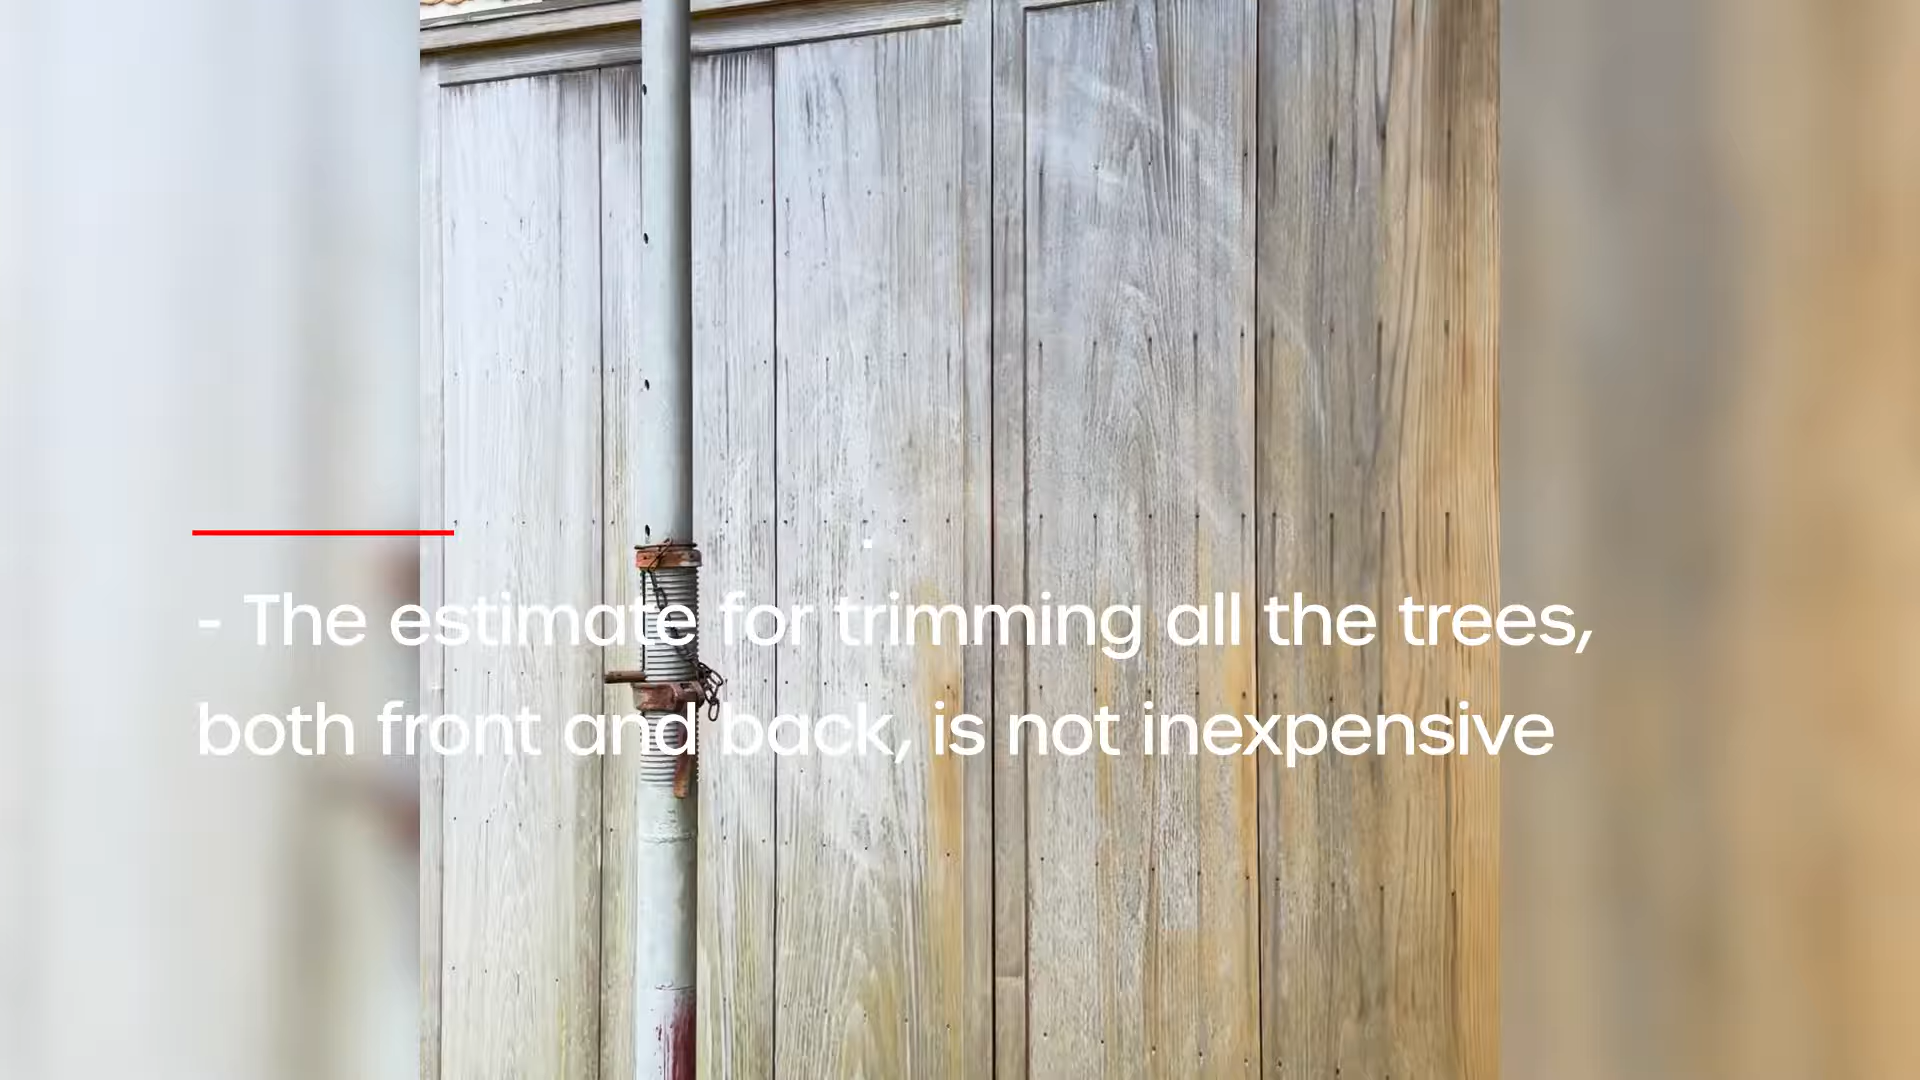 - The estimate for trimming all the trees,
both front and back, is not inexpensive